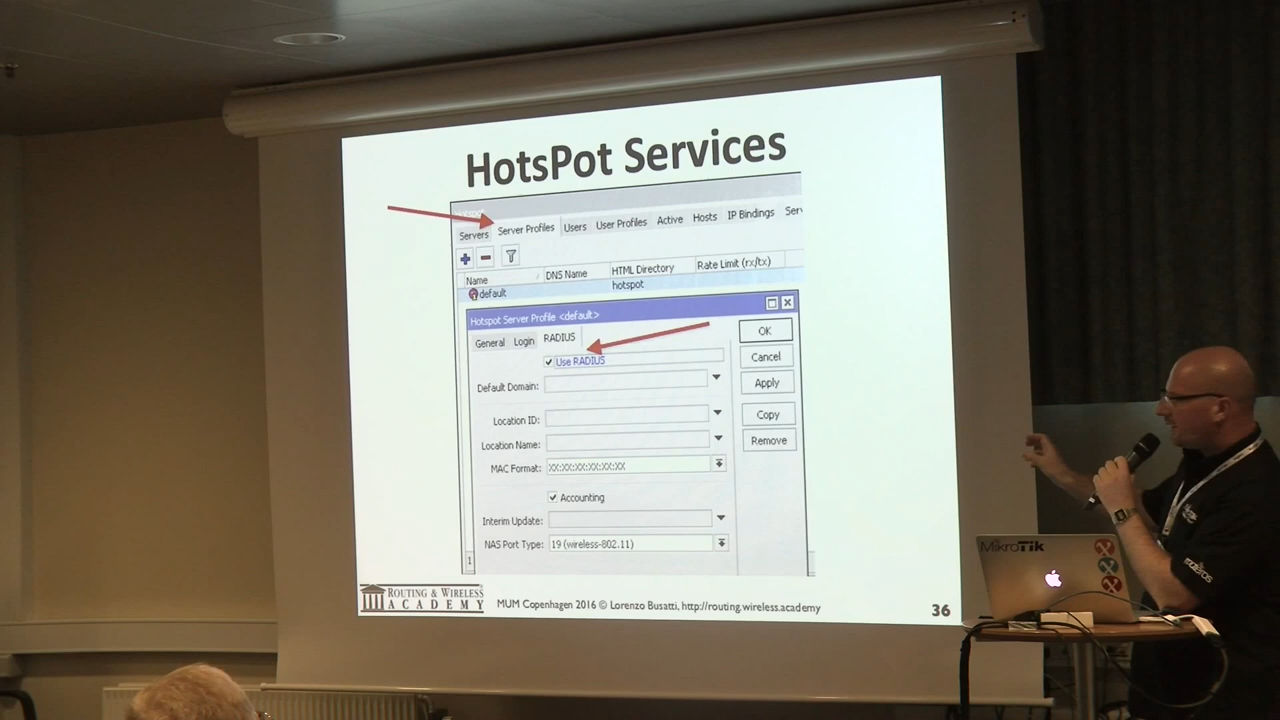 HotsPot Services
Servers Server Profiles Users User Profiles Active Hosts IP Bindings Serv
Name DNS Name HTML Directory Rate Limit (rx/tx)
default hotspot
Hotspot Server Profile <default>
General Login RADIUS
OK
Use RADIUS
Cancel
Default Domain:
Apply
Location ID:
Copy
Location Name:
Remove
MAC Format: XX:XX:XX:XX:XX:XX
Accounting
Interim Update:
NAS Port Type: 19 (wireless-802.11)
1
ROUTING & WIRELESS
ACADEMY
MUM Copenhagen 2016 © Lorenzo Busatti, http://routing.wireless.academy
36
MikroTik